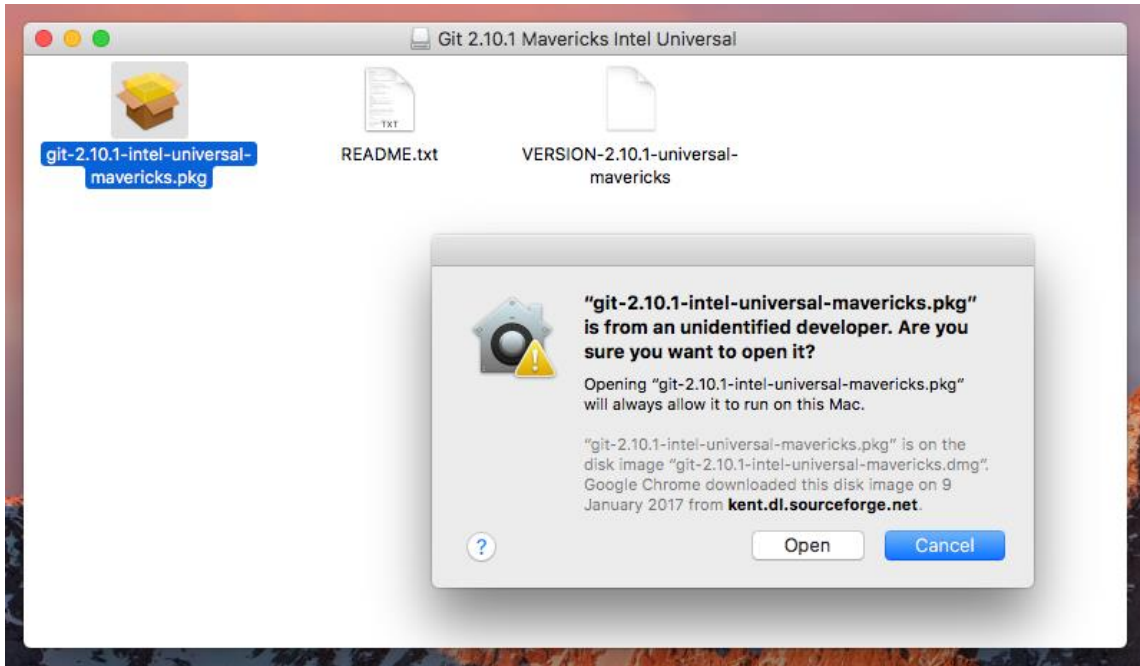 Git 2.10.1 Mavericks Intel Universal
TXT
git-2.10.1-intel-universal-
mavericks.pkg
README.txt
VERSION-2.10.1-universal-
mavericks
“git-2.10.1-intel-universal-mavericks.pkg”
is from an unidentified developer. Are you
sure you want to open it?
Opening “git-2.10.1-intel-universal-mavericks.pkg”
will always allow it to run on this Mac.
“git-2.10.1-intel-universal-mavericks.pkg” is on the
disk image “git-2.10.1-intel-universal-mavericks.dmg”.
Google Chrome downloaded this disk image on 9
January 2017 from kent.dl.sourceforge.net.
?
Open
Cancel